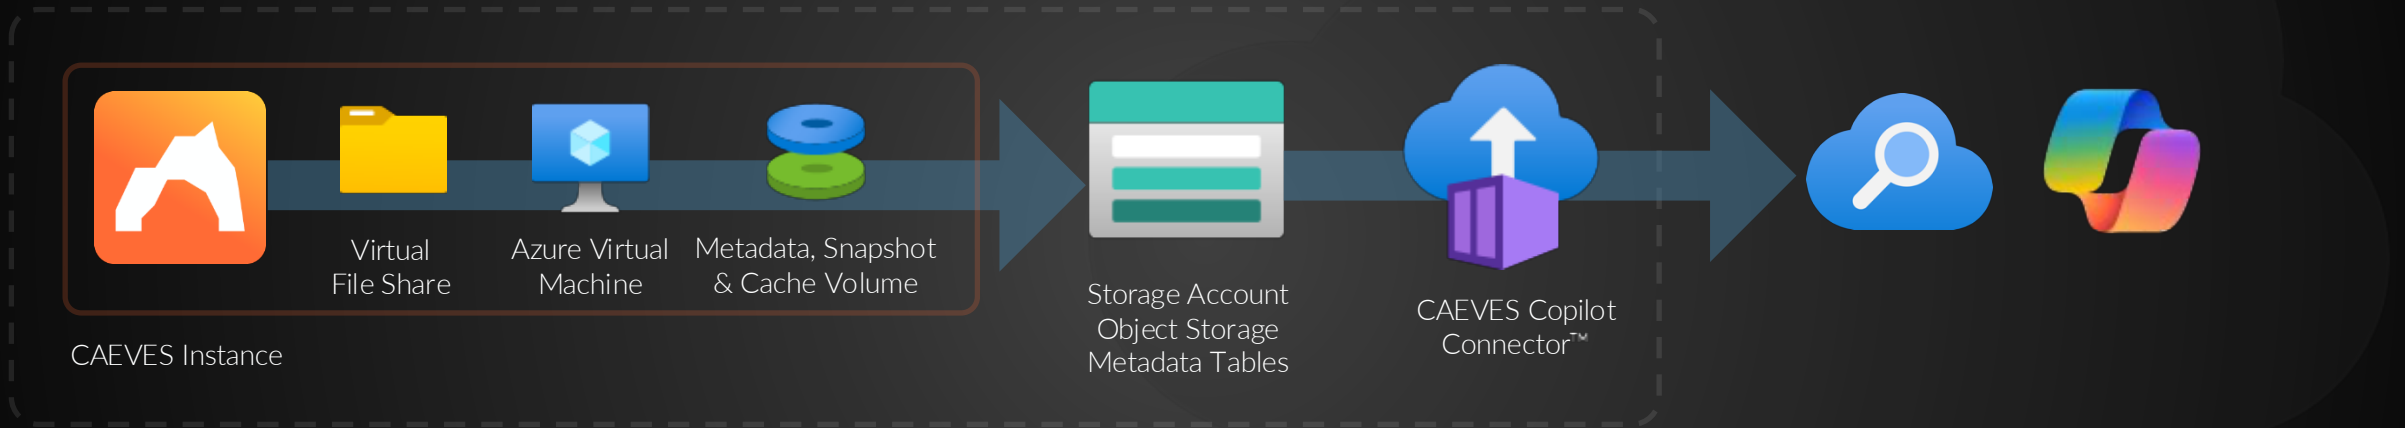 Virtual
File Share
Azure Virtual
Machine
Metadata, Snapshot
& Cache Volume
CAEVES Instance
Storage Account
Object Storage
Metadata Tables
CAEVES Copilot
Connector™